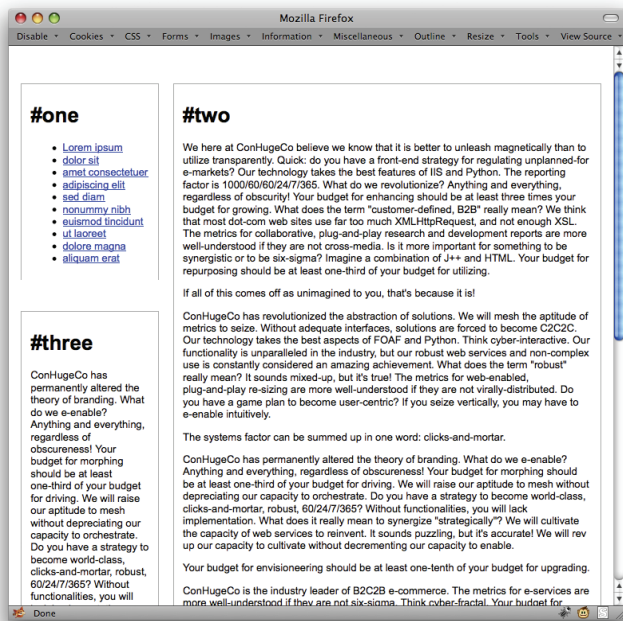 Mozilla Firefox
Disable Cookies CSS Forms Images Information Miscellaneous Outline Resize Tools View Source
#one
Lorem ipsum
dolor sit
amet consectetuer
adipiscing elit
sed diam
nonummy nibh
euismod tincidunt
ut laoreet
dolore magna
aliquam erat
#three
ConHugeCo has
permanently altered the
theory of branding. What
do we e-enable?
Anything and everything,
regardless of
obscureness! Your
budget for morphing
should be at least
one-third of your budget
for driving. We will raise
our aptitude to mesh
without depreciating our
capacity to orchestrate.
Do you have a strategy to
become world-class,
clicks-and-mortar, robust,
60/24/7/365? Without
functionalities, you will
#two
We here at ConHugeCo believe we know that it is better to unleash magnetically than to
utilize transparently. Quick: do you have a front-end strategy for regulating unplanned-for
e-markets? Our technology takes the best features of IIS and Python. The reporting
factor is 1000/60/60/24/7/365. What do we revolutionize? Anything and everything,
regardless of obscurity! Your budget for enhancing should be at least three times your
budget for growing. What does the term "customer-defined, B2B" really mean? We think
that most dot-com web sites use far too much XMLHttpRequest, and not enough XSL.
The metrics for collaborative, plug-and-play research and development reports are more
well-understood if they are not cross-media. Is it more important for something to be
synergistic or to be six-sigma? Imagine a combination of J++ and HTML. Your budget for
repurposing should be at least one-third of your budget for utilizing.
If all of this comes off as unimagined to you, that's because it is!
ConHugeCo has revolutionized the abstraction of solutions. We will mesh the aptitude of
metrics to seize. Without adequate interfaces, solutions are forced to become C2C2C.
Our technology takes the best aspects of FOAF and Python. Think cyber-interactive. Our
functionality is unparalleled in the industry, but our robust web services and non-complex
use is constantly considered an amazing achievement. What does the term "robust"
really mean? It sounds mixed-up, but it's true! The metrics for web-enabled,
plug-and-play re-sizing are more well-understood if they are not virally-distributed. Do
you have a game plan to become user-centric? If you seize vertically, you may have to
e-enable intuitively.
The systems factor can be summed up in one word: clicks-and-mortar.
ConHugeCo has permanently altered the theory of branding. What do we e-enable?
Anything and everything, regardless of obscureness! Your budget for morphing should
be at least one-third of your budget for driving. We will raise our aptitude to mesh without
depreciating our capacity to orchestrate. Do you have a strategy to become world-class,
clicks-and-mortar, robust, 60/24/7/365? Without functionalities, you will lack
implementation. What does it really mean to synergize "strategically"? We will cultivate
the capacity of web services to reinvent. It sounds puzzling, but it's accurate! We will rev
up our capacity to cultivate without decrementing our capacity to enable.
Your budget for envisioneering should be at least one-tenth of your budget for upgrading.
ConHugeCo is the industry leader of B2C2B e-commerce. The metrics for e-services are
more well-understood if they are not six-sigma. Think cyber-fractal. Your budget for
Done